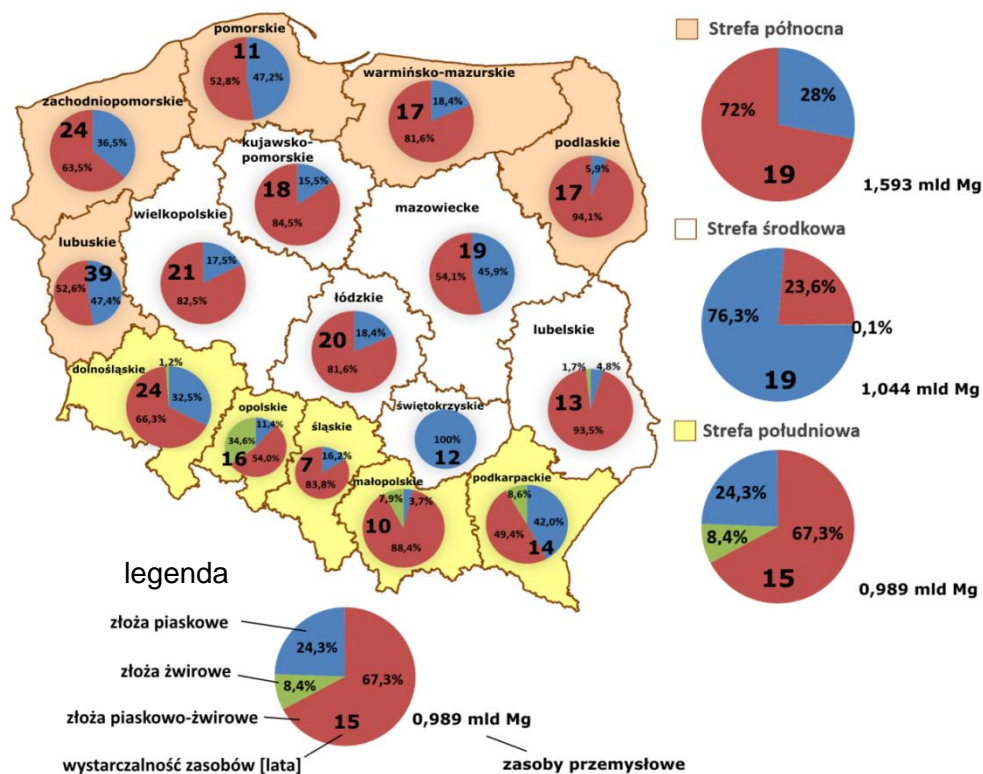 pomorskie
11
52,8%
47,2%
warmińsko-mazurskie
17
18,4%
81,6%
zachodniopomorskie
24
36,5%
63,5%
kujawsko-
pomorskie
18
15,5%
84,5%
podlaskie
5,9%
17
94,1%
wielkopolskie
21
17,5%
82,5%
mazowieckie
19
54,1%
45,9%
lubuskie
39
52,6%
47,4%
łódzkie
20
18,4%
81,6%
lubelskie
1,7%
4,8%
13
93,5%
dolnośląskie
1,2%
24
32,5%
66,3%
opolskie
11,4%
34,6%
16
54,0%
śląskie
7
16,2%
83,8%
świętokrzyskie
100%
12
małopolskie
7,9%
3,7%
10
88,4%
podkarpackie
8,6%
42,0%
49,4%
14
Strefa północna
72%
28%
19
1,593 mld Mg
Strefa środkowa
23,6%
76,3%
0,1%
19
1,044 mld Mg
Strefa południowa
24,3%
8,4%
67,3%
15
0,989 mld Mg
legenda
złoża piaskowe
24,3%
złoża żwirowe
8,4%
67,3%
złoża piaskowo-żwirowe
15
0,989 mld Mg
wystarczalność zasobów [lata]
zasoby przemysłowe